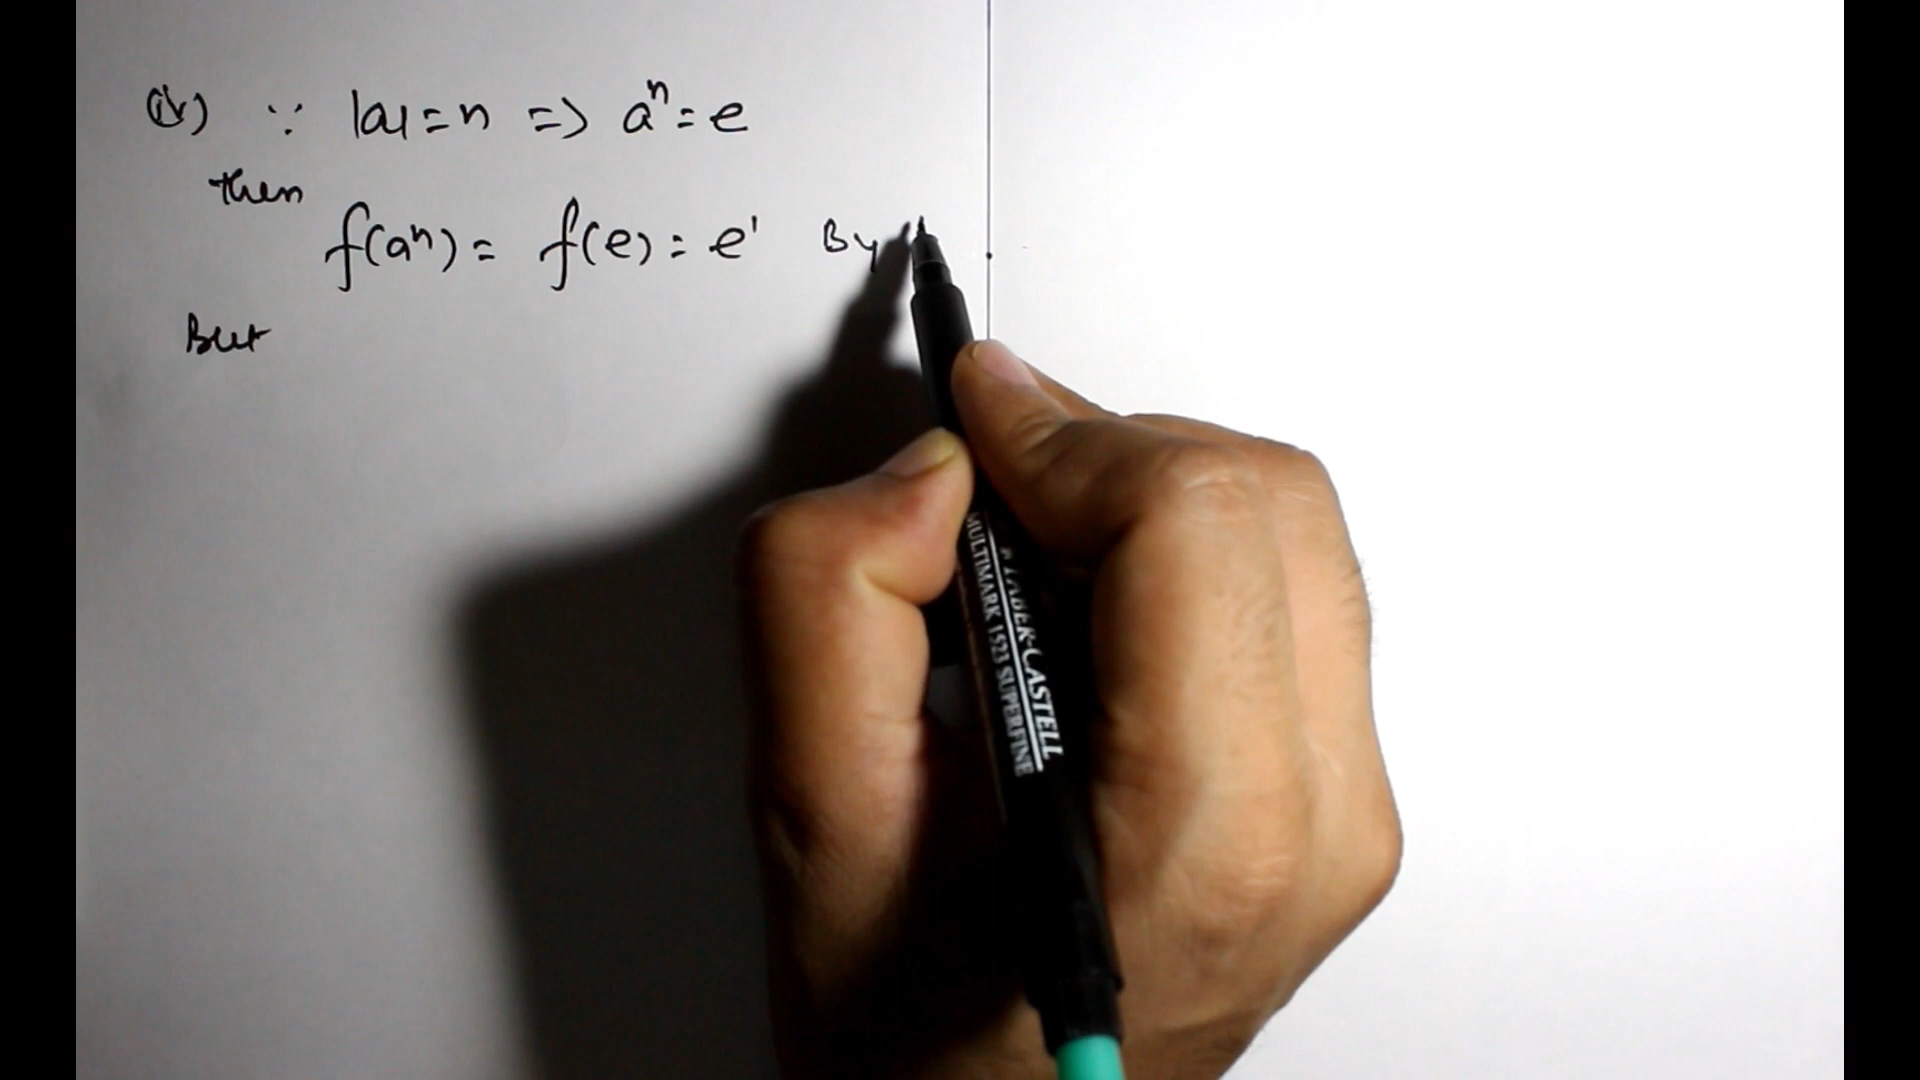 (iv) ∵ |a| = n => aⁿ = e
then
f(aⁿ) = f(e) = e' By
But
FABER-CASTELL
MULTIMARK 1523 SUPERFINE